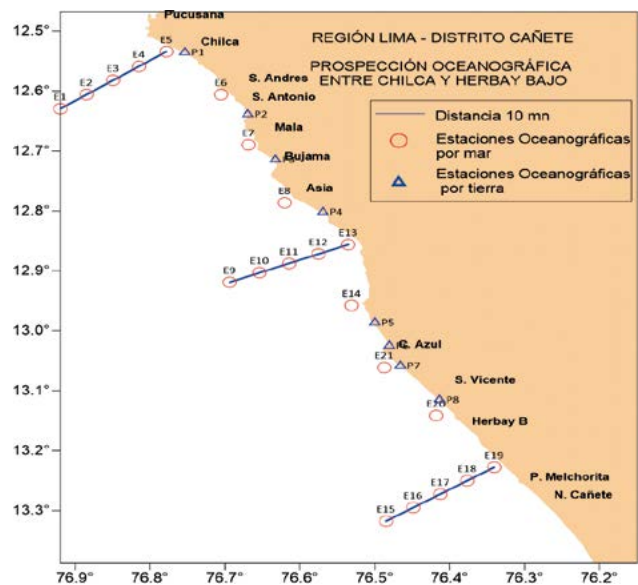 Pucusana
12.5°
E5
Chilca
P1
REGIÓN LIMA - DISTRITO CAÑETE
E4
E3
PROSPECCIÓN OCEANOGRÁFICA
ENTRE CHILCA Y HERBAY BAJO
E2
E6
S. Andres
12.6°
E1
S. Antonio
P2
Distancia 10 mn
Mala
E7
Estaciones Oceanográficas
por mar
12.7°
Bujama
Estaciones Oceanográficas
por tierra
E8
Asia
12.8°
P4
E13
E12
E11
E10
E9
12.9°
E14
13.0°
P5
C. Azul
E21
P7
S. Vicente
13.1°
P8
E20
Herbay B
13.2°
E19
E18
P. Melchorita
E17
N. Cañete
E16
E15
13.3°
76.9° 76.8° 76.7° 76.6° 76.5° 76.4° 76.3° 76.2°